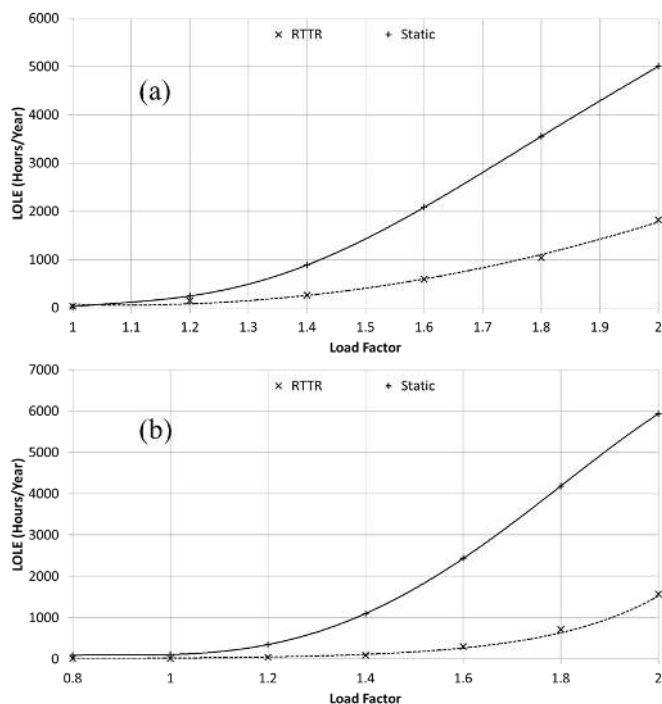 6000
× RTTR + Static
5000
(a)
4000
3000
2000
1000
0
LOLE (Hours/Year)
1 1.1 1.2 1.3 1.4 1.5 1.6 1.7 1.8 1.9 2
Load Factor
7000
× RTTR + Static
6000
(b)
5000
4000
3000
2000
1000
0
LOLE (Hours/Year)
0.8 1 1.2 1.4 1.6 1.8 2
Load Factor